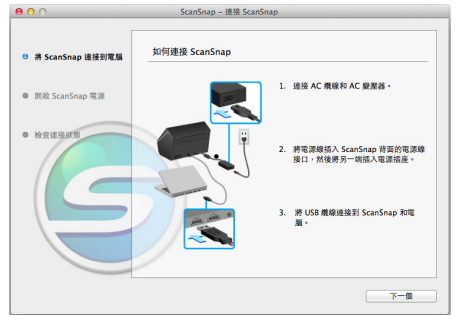 ScanSnap – 連接 ScanSnap
將 ScanSnap 連接到電腦
開啟 ScanSnap 電源
檢查連接狀態
如何連接 ScanSnap
1. 連接 AC 纜線和 AC 變壓器。
2. 將電源線插入 ScanSnap 背面的電源線
接口，然後將另一端插入電源插座。
3. 將 USB 纜線連接到 ScanSnap 和電
腦。
下一個